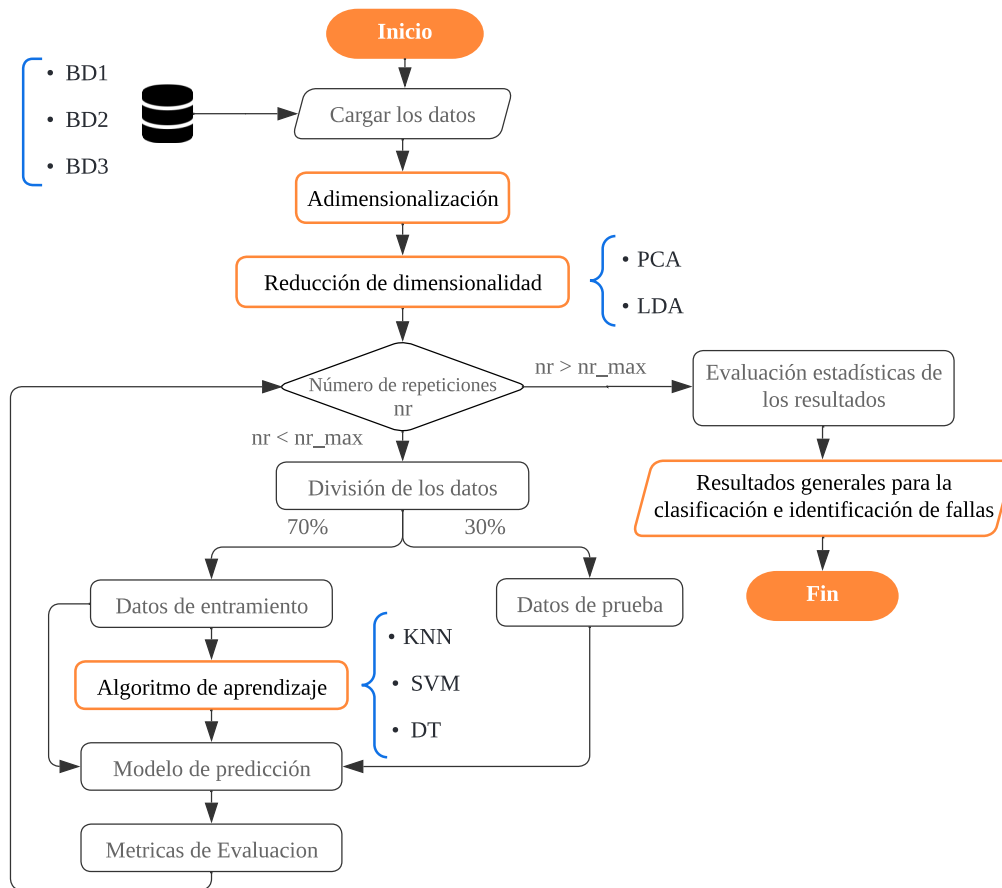 Inicio
• BD1
• BD2
• BD3
Cargar los datos
Adimensionalización
Reducción de dimensionalidad
• PCA
• LDA
Número de repeticiones
nr
nr > nr_max
Evaluación estadísticas de
los resultados
nr < nr_max
Resultados generales para la
clasificación e identificación de fallas
Fin
División de los datos
70%
30%
Datos de entramiento
Datos de prueba
Algoritmo de aprendizaje
• KNN
• SVM
• DT
Modelo de predicción
Metricas de Evaluacion